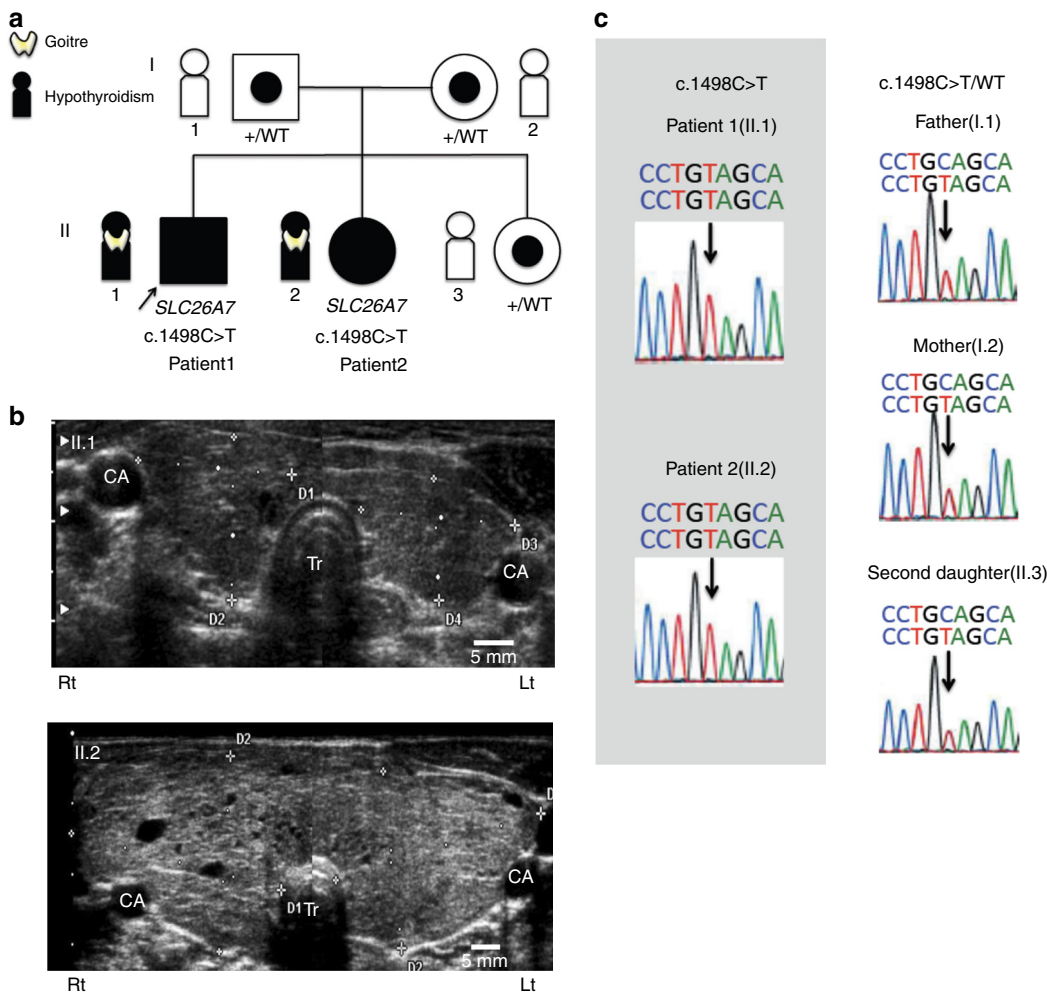 a
Goitre
Hypothyroidism
I
1
+/WT
+/WT
2
II
1
SLC26A7
c.1498C>T
Patient1
2
SLC26A7
c.1498C>T
Patient2
3
+/WT
b
II.1
CA
D1
Tr
D3
CA
D2
D4
5 mm
Rt
Lt
II.2
D2
D
CA
CA
D1
Tr
D2
5 mm
Rt
Lt
c
c.1498C>T
Patient 1(II.1)
CCTGTAGCA
CCTGTAGCA
Patient 2(II.2)
CCTGTAGCA
CCTGTAGCA
c.1498C>T/WT
Father(I.1)
CCTGCAGCA
CCTGTAGCA
Mother(I.2)
CCTGCAGCA
CCTGTAGCA
Second daughter(II.3)
CCTGCAGCA
CCTGTAGCA